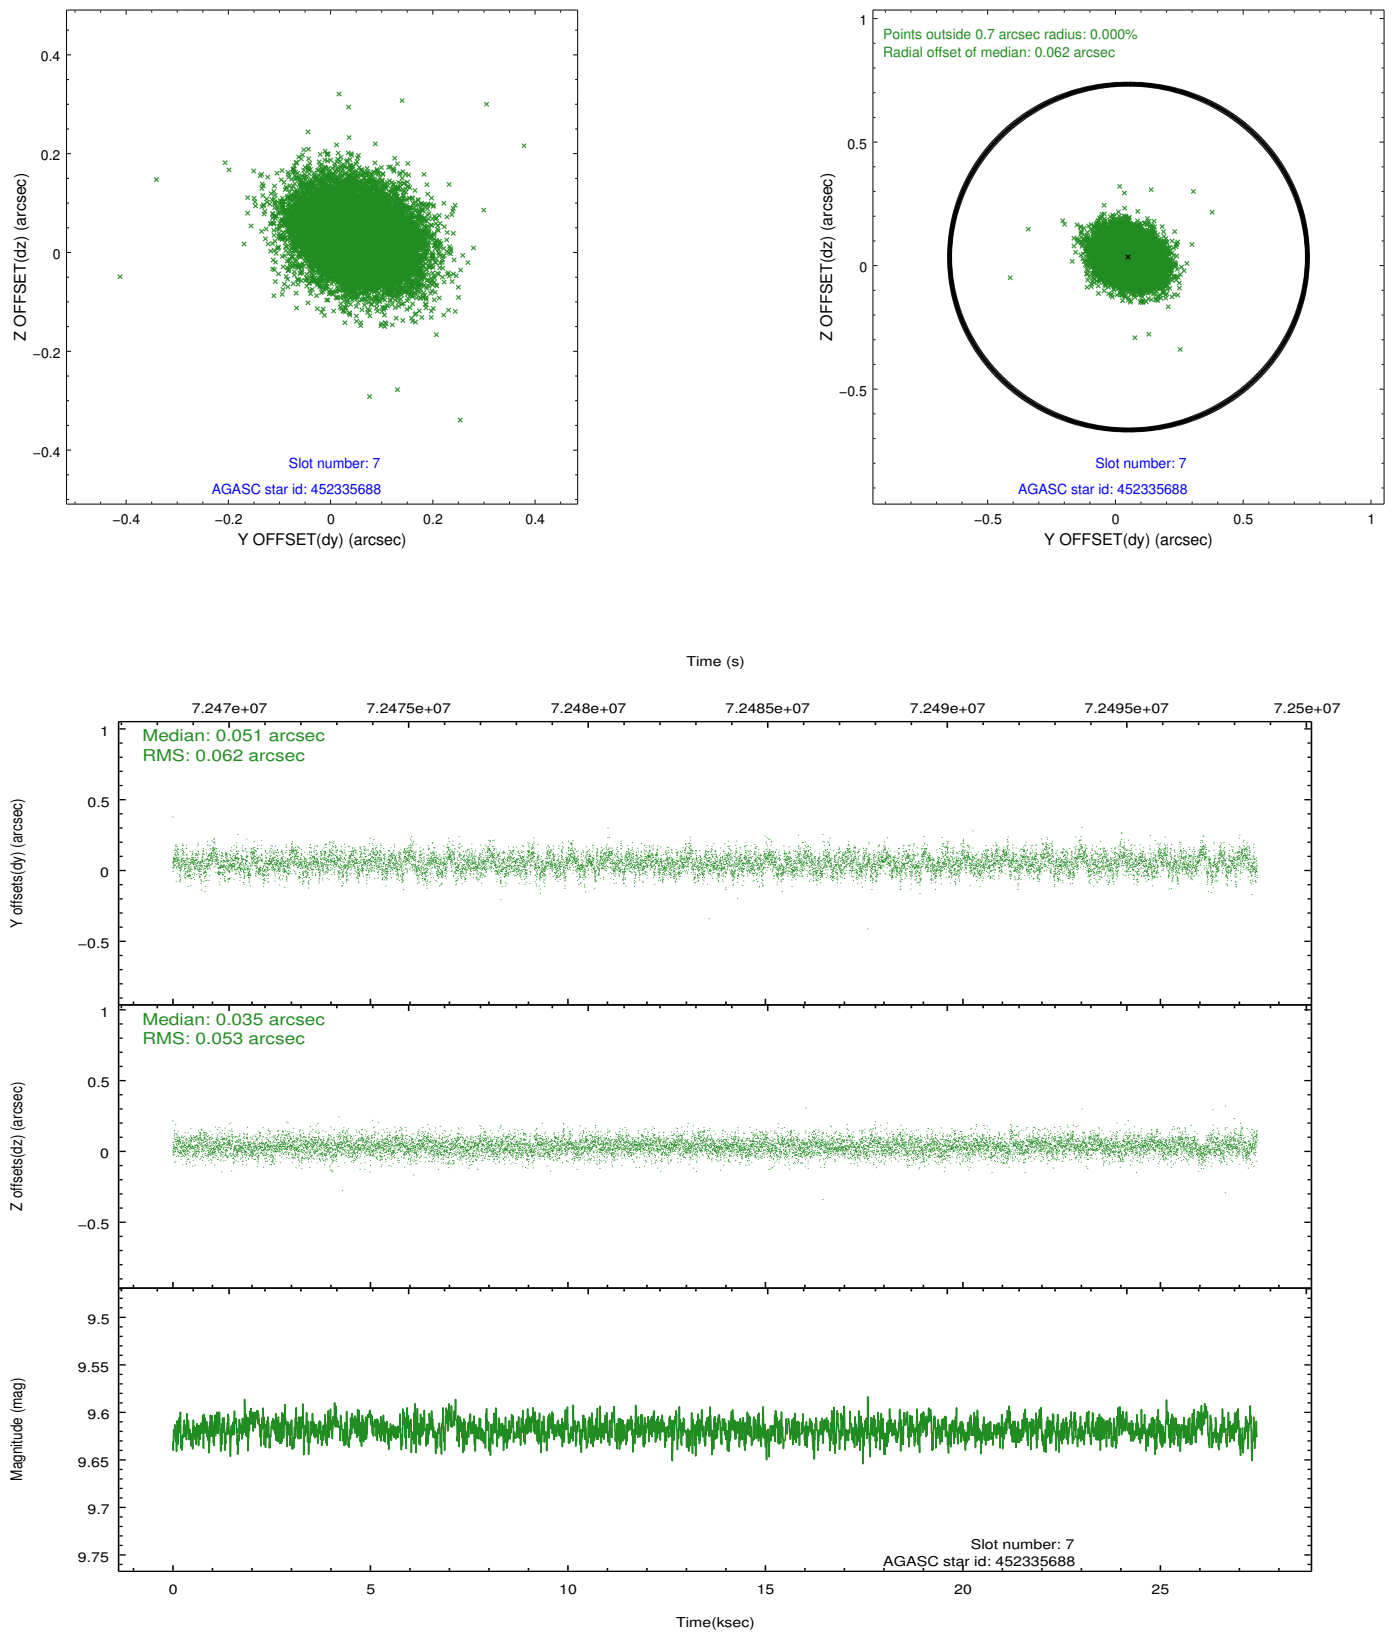 0.4
0.2
0
−0.2
−0.4
Z OFFSET(dz) (arcsec)
Slot number: 7
AGASC star id: 452335688
−0.4 −0.2 0 0.2 0.4
Y OFFSET(dy) (arcsec)
Points outside 0.7 arcsec radius: 0.000%
Radial offset of median: 0.062 arcsec
1
0.5
0
−0.5
Z OFFSET(dz) (arcsec)
Slot number: 7
AGASC star id: 452335688
−0.5 0 0.5 1
Y OFFSET(dy) (arcsec)
Time (s)
7.247e+07 7.2475e+07 7.248e+07 7.2485e+07 7.249e+07 7.2495e+07 7.25e+07
Median: 0.051 arcsec
RMS: 0.062 arcsec
1
0.5
0
−0.5
Y offsets(dy) (arcsec)
Median: 0.035 arcsec
RMS: 0.053 arcsec
1
0.5
0
−0.5
Z offsets(dz) (arcsec)
9.5
9.55
9.6
9.65
9.7
9.75
Magnitude (mag)
Slot number: 7
AGASC star id: 452335688
0 5 10 15 20 25
Time(ksec)